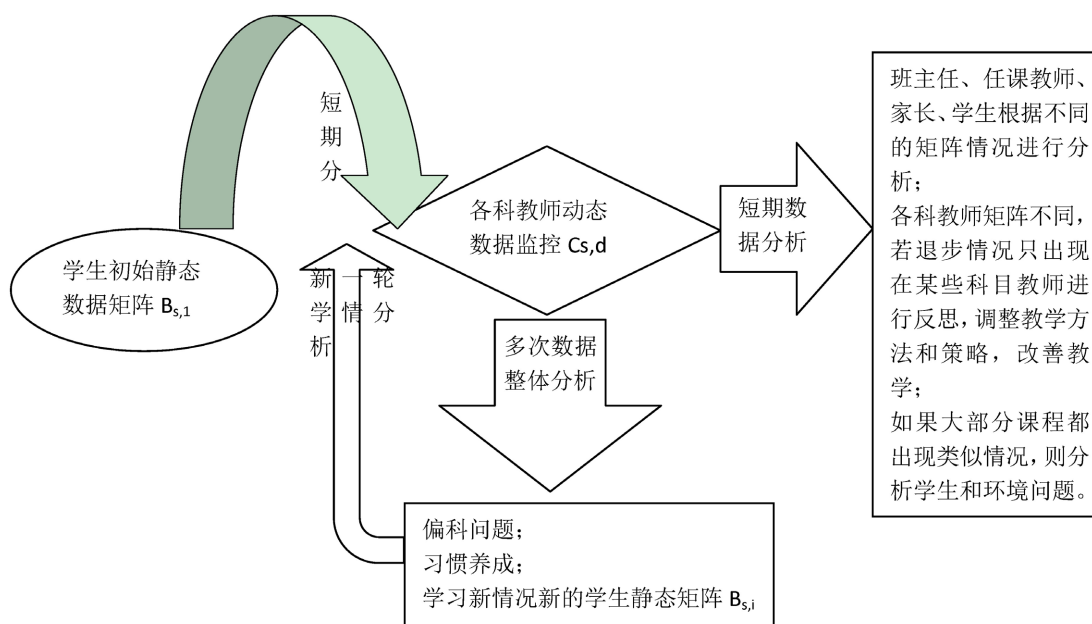 短
期
分
学生初始静态
数据矩阵 Bs,1
各科教师动态
数据监控 Cs,d
短期数
据分析
班主任、任课教师、
家长、学生根据不同
的矩阵情况进行分
析；
各科教师矩阵不同，
若退步情况只出现
在某些科目教师进
行反思，调整教学方
法和策略，改善教
学；
如果大部分课程都
出现类似情况，则分
析学生和环境问题。
新一轮
学情分
析
多次数据
整体分析
偏科问题；
习惯养成；
学习新情况新的学生静态矩阵 Bs,i